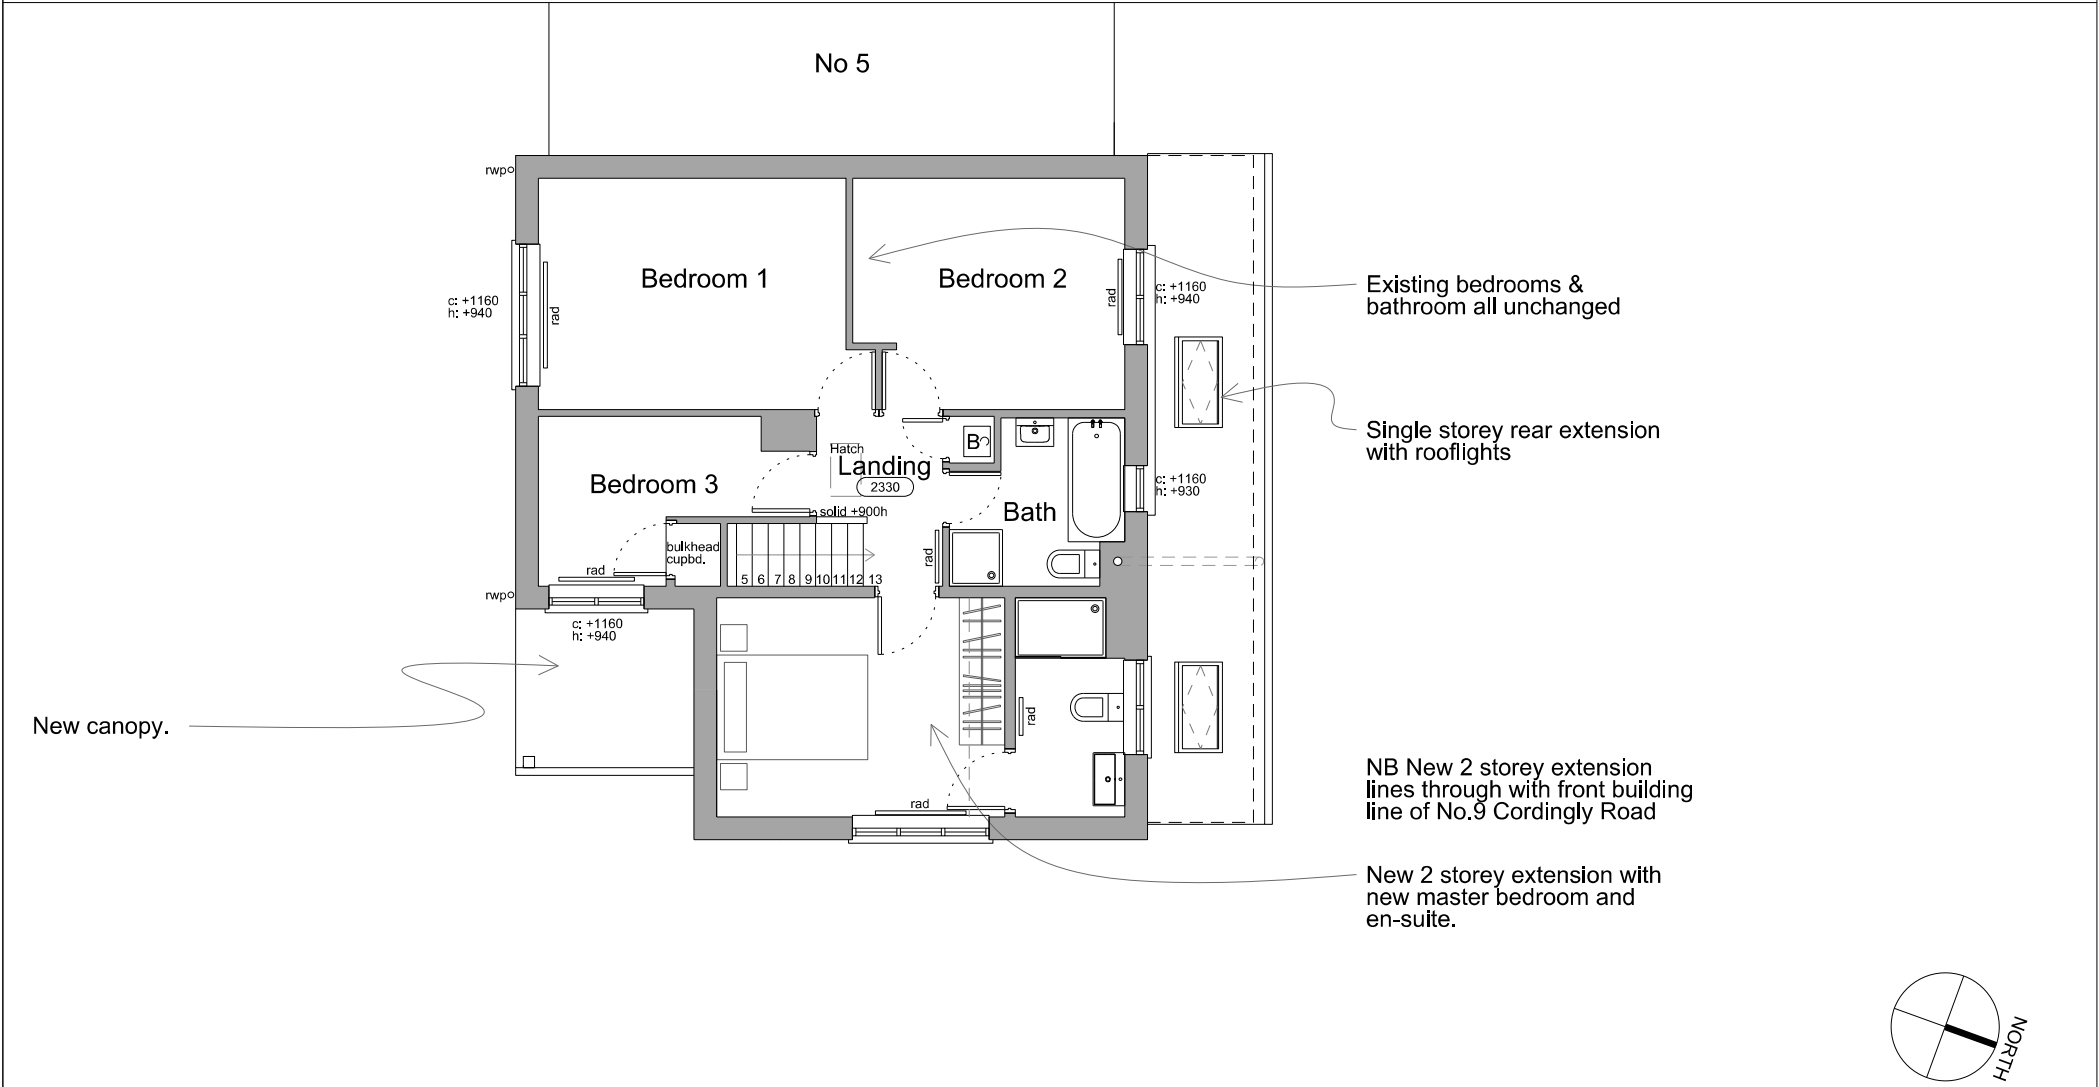 No 5
rwp
Bedroom 1
Bedroom 2
rad
rad
c: +1160
h: +940
c: +1160
h: +940
Existing bedrooms &
bathroom all unchanged
Single storey rear extension
with rooflights
B
Hatch
Landing
2330
Bedroom 3
solid +900h
Bath
c: +1160
h: +930
bulkhead
cupbd.
rad
rad
5 6 7 8 9 10 11 12 13
rwp
c: +1160
h: +940
New canopy.
rad
rad
NB New 2 storey extension
lines through with front building
line of No.9 Cordingly Road
New 2 storey extension with
new master bedroom and
en-suite.
NORTH